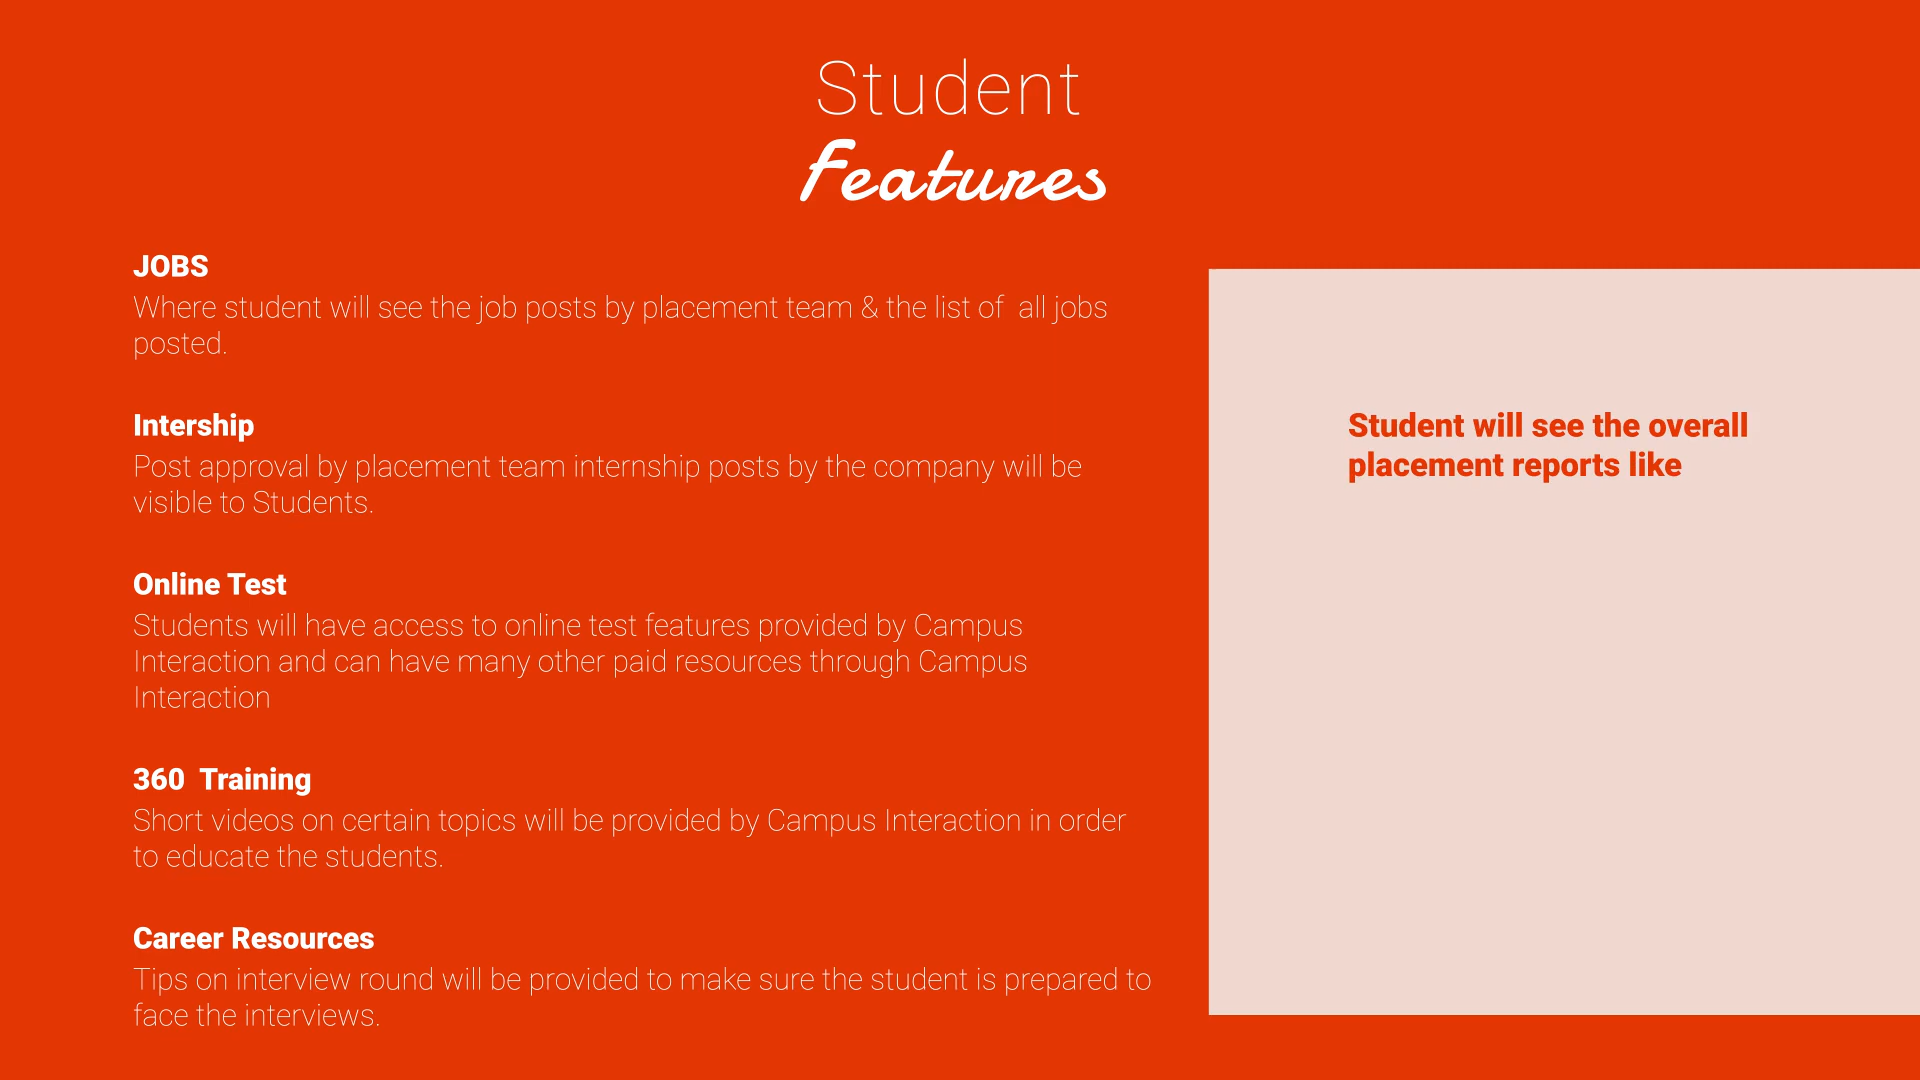 Student
Features
JOBS
Where student will see the job posts by placement team & the list of  all jobs
posted.
Intership
Post approval by placement team internship posts by the company will be
visible to Students.
Online Test
Students will have access to online test features provided by Campus
Interaction and can have many other paid resources through Campus
Interaction
360  Training
Short videos on certain topics will be provided by Campus Interaction in order
to educate the students.
Career Resources
Tips on interview round will be provided to make sure the student is prepared to
face the interviews.
Student will see the overall
placement reports like